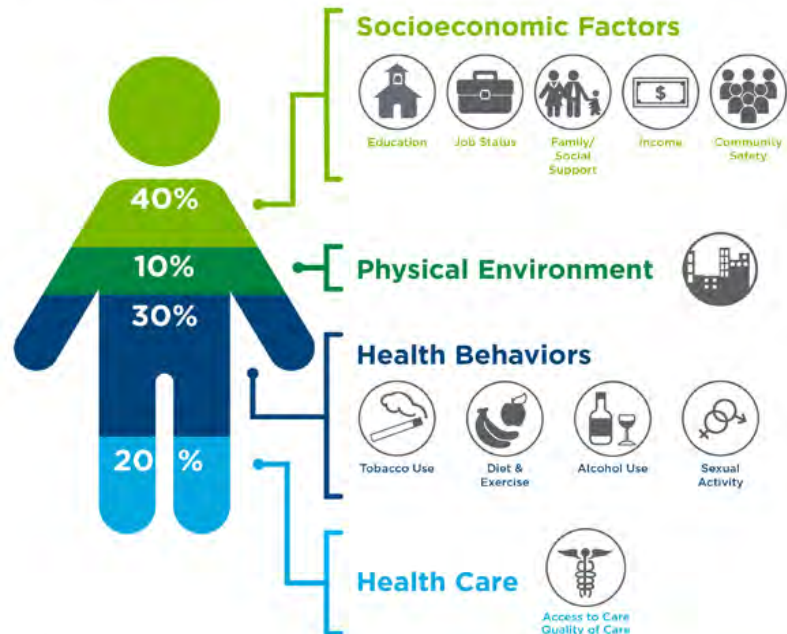 Socioeconomic Factors
Education
Job Status
Family/
Social
Support
Income
$
Community
Safety
40%
10%
Physical Environment
30%
Health Behaviors
Tobacco Use
Diet &
Exercise
Alcohol Use
Sexual
Activity
20 %
Health Care
Access to Care
Quality of Care